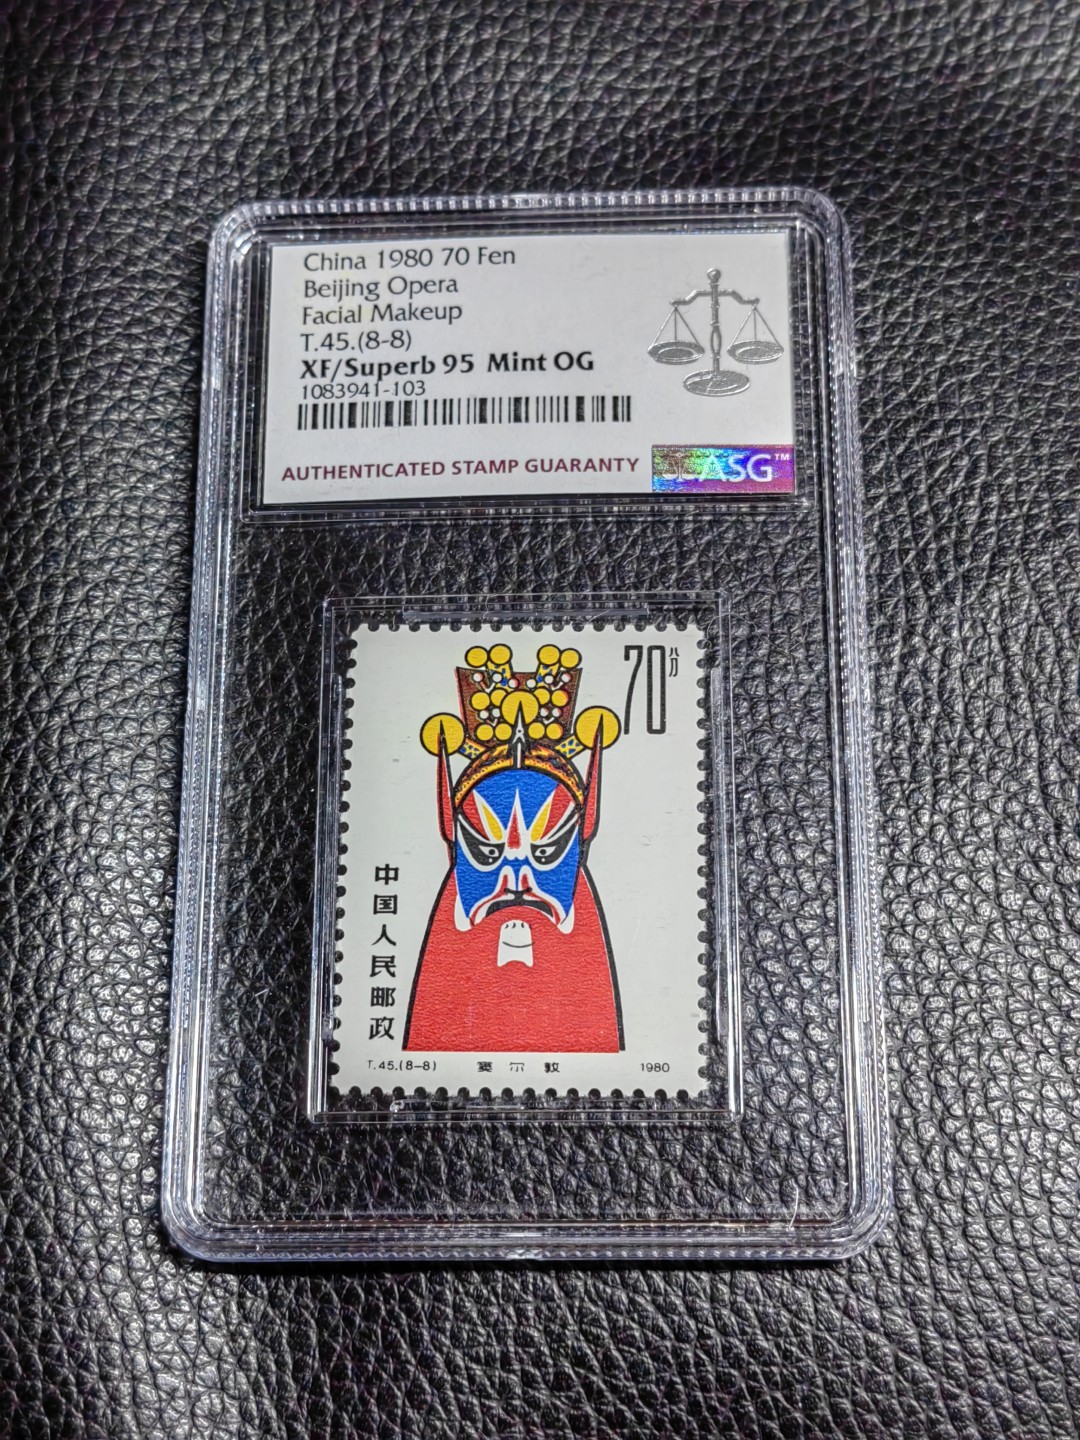 China 1980 70 Fen
Beijing Opera
Facial Makeup
T.45.(8-8)
XF/Superb 95 Mint OG
1083941-103
AUTHENTICATED STAMP GUARANTY
ASG™
70分
中国人民邮政
T.45.(8-8) 窦尔敦 1980